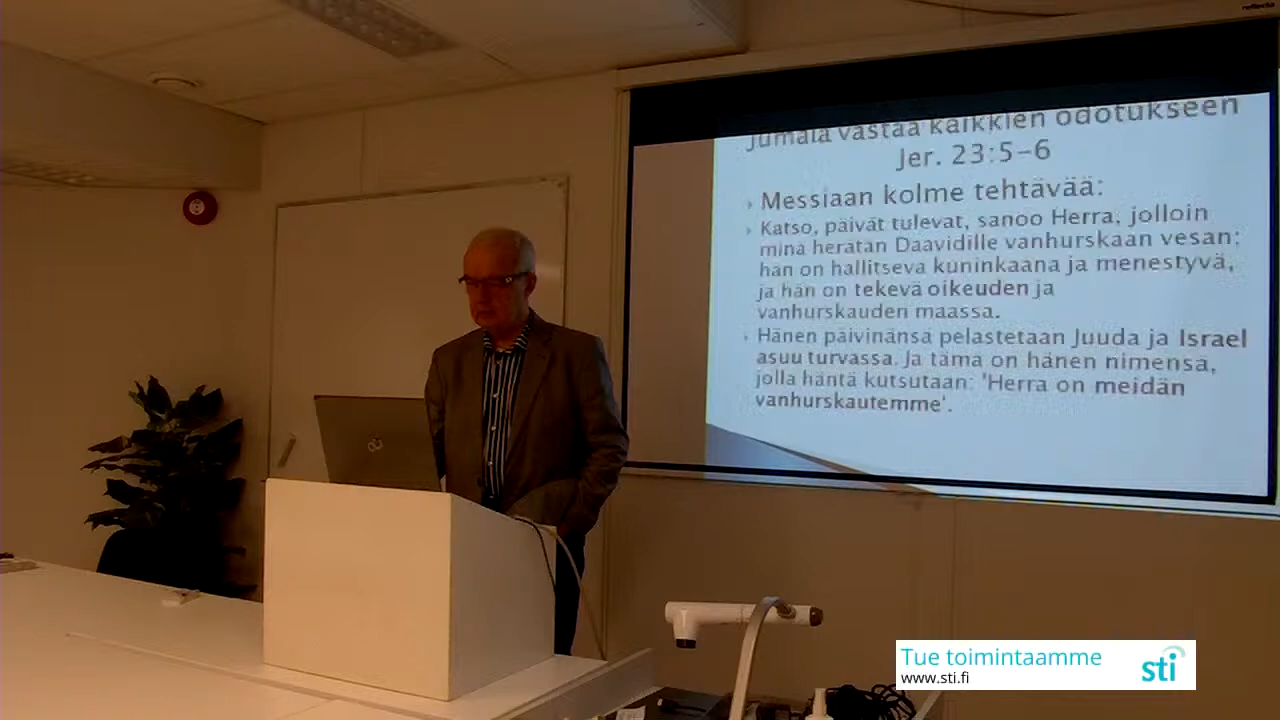 reflecta
Jumala vastaa kaikkien odotukseen
Jer. 23:5-6
Messiaan kolme tehtävää:
Katso, päivät tulevat, sanoo Herra, jolloin
minä herätän Daavidille vanhurskaan vesan;
hän on hallitseva kuninkaana ja menestyvä,
ja hän on tekevä oikeuden ja
vanhurskauden maassa.
Hänen päivinänsä pelastetaan Juuda ja Israel
asuu turvassa. Ja tämä on hänen nimensä,
jolla häntä kutsutaan: 'Herra on meidän
vanhurskautemme'.
Tue toimintaamme
www.sti.fi
sti